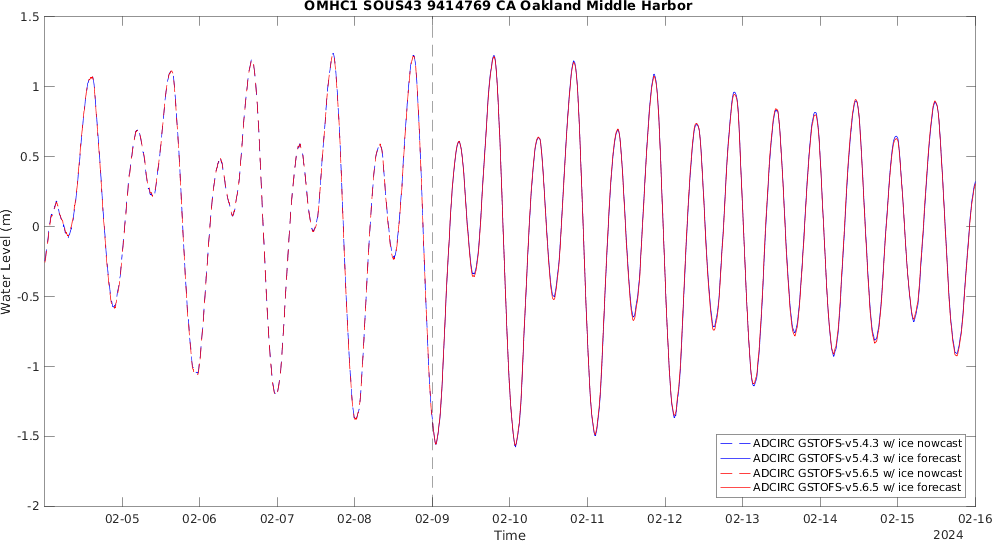 OMHC1 SOUS43 9414769 CA Oakland Middle Harbor
1.5
1
0.5
0
-0.5
-1
-1.5
-2
Water Level (m)
ADCIRC GSTOFS-v5.4.3 w/ ice nowcast
ADCIRC GSTOFS-v5.4.3 w/ ice forecast
ADCIRC GSTOFS-v5.6.5 w/ ice nowcast
ADCIRC GSTOFS-v5.6.5 w/ ice forecast
02-05 02-06 02-07 02-08 02-09 02-10 02-11 02-12 02-13 02-14 02-15 02-16
Time
2024